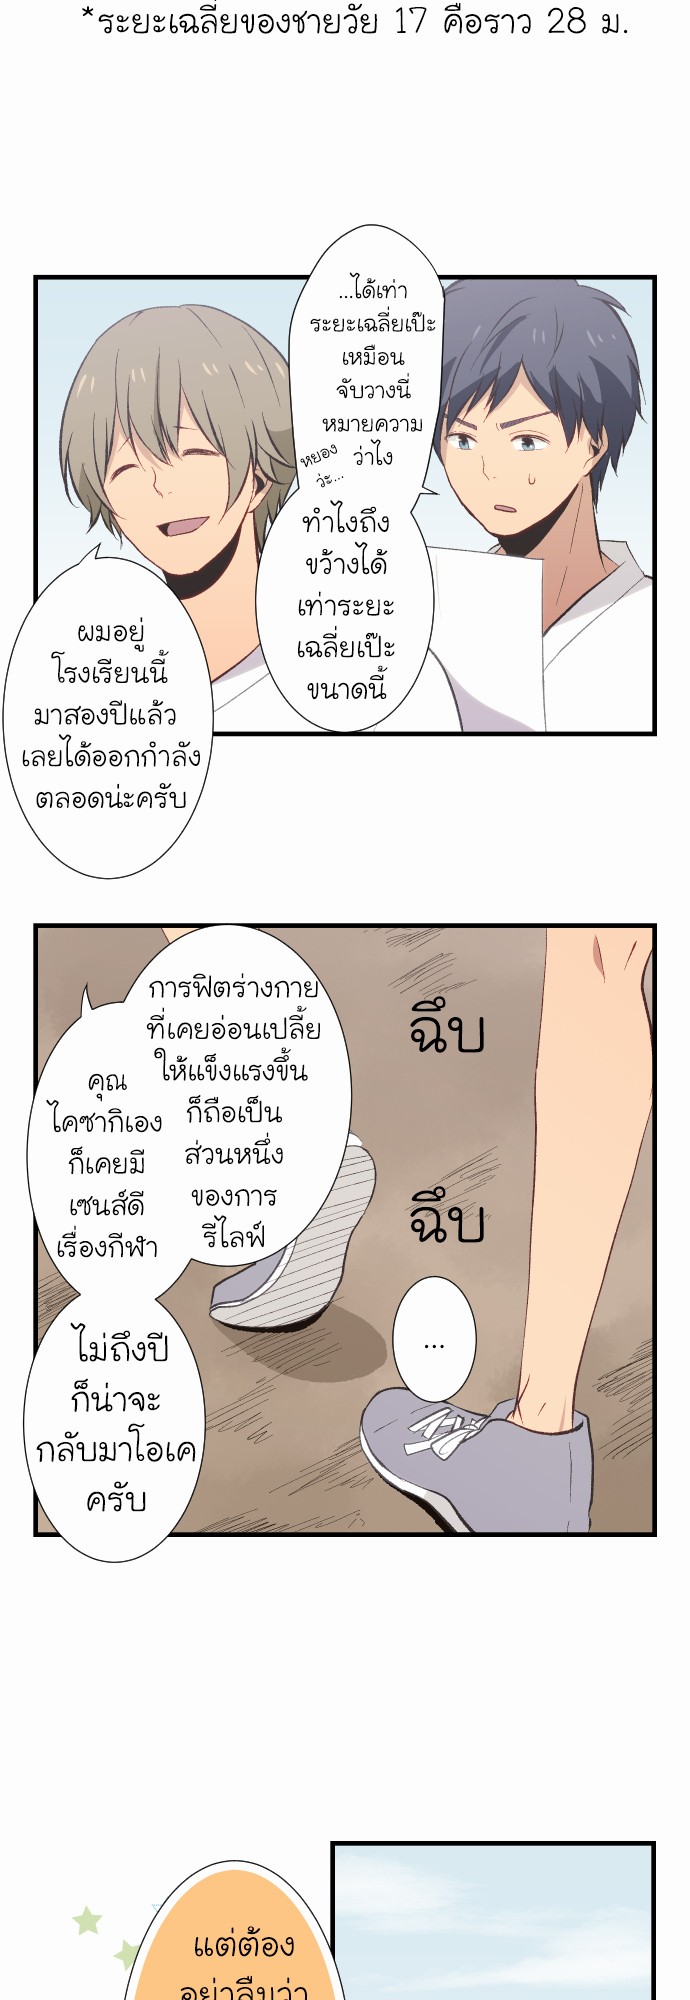 *ระยะเฉลี่ยของชายวัย 17 คือราว 28 ม.
...ได้เท่า
ระยะเฉลี่ยเป๊ะ
เหมือน
จับวางนี่
หมายความ
ว่าไง
หยอง
ว่ะ...
ทำไงถึง
ขว้างได้
เท่าระยะ
เฉลี่ยเป๊ะ
ขนาดนี้
ผมอยู่
โรงเรียนนี้
มาสองปีแล้ว
เลยได้ออกกำลัง
ตลอดน่ะครับ
การฟิตร่างกาย
ที่เคยอ่อนเปลี้ย
ให้แข็งแรงขึ้น
ก็ถือเป็น
ส่วนหนึ่ง
ของการ
รีไลฟ์
คุณ
ไคซากิเอง
ก็เคยมี
เซนส์ดี
เรื่องกีฬา
ไม่ถึงปี
ก็น่าจะ
กลับมาโอเค
ครับ
ฉึบ
ฉึบ
...
แต่ต้อง
อย่าลืมว่า